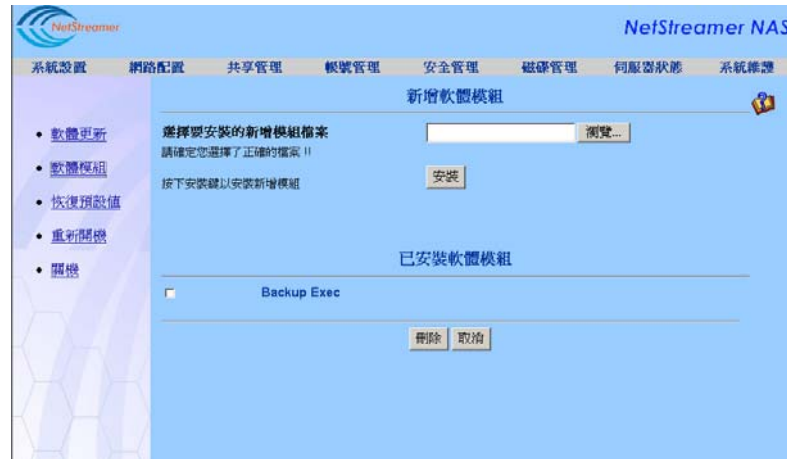 NetStreamer
NetStreamer NAS
系統設置 網路配置 共享管理 帳號管理 安全管理 磁碟管理 伺服器狀態 系統維護
新增軟體模組
軟體更新
軟體模組
恢復預設值
重新開機
關機
選擇要安裝的新增模組檔案
瀏覽...
請確定您選擇了正確的檔案 !!
按下安裝鍵以安裝新增模組
安裝
已安裝軟體模組
Backup Exec
刪除 取消